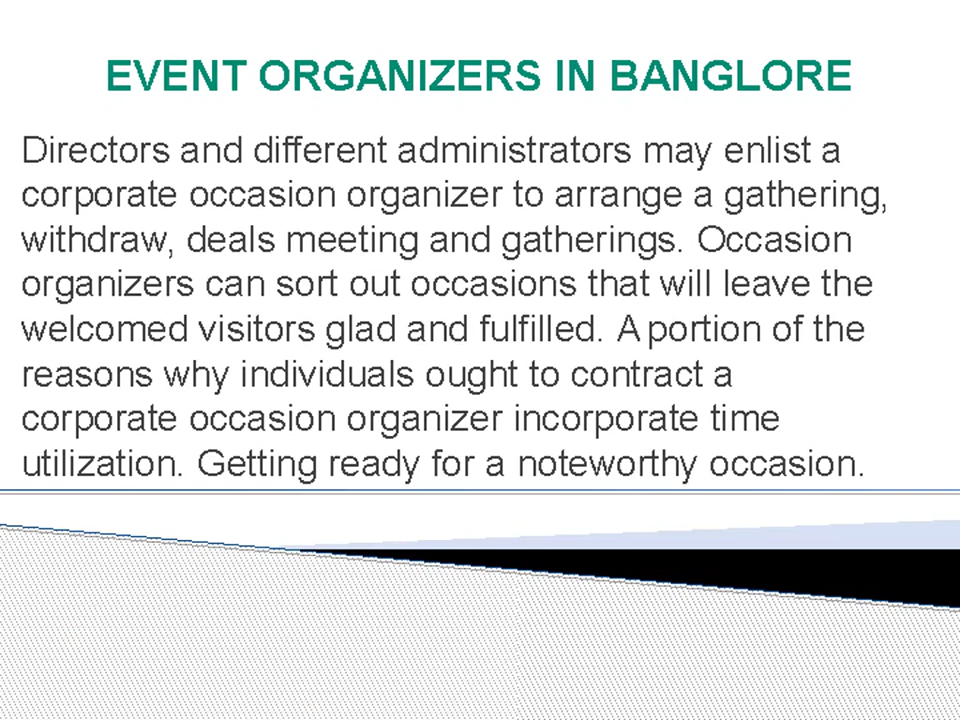 EVENT ORGANIZERS IN BANGLORE
Directors and different administrators may enlist a
corporate occasion organizer to arrange a gathering,
withdraw, deals meeting and gatherings. Occasion
organizers can sort out occasions that will leave the
welcomed visitors glad and fulfilled. A portion of the
reasons why individuals ought to contract a
corporate occasion organizer incorporate time
utilization. Getting ready for a noteworthy occasion.